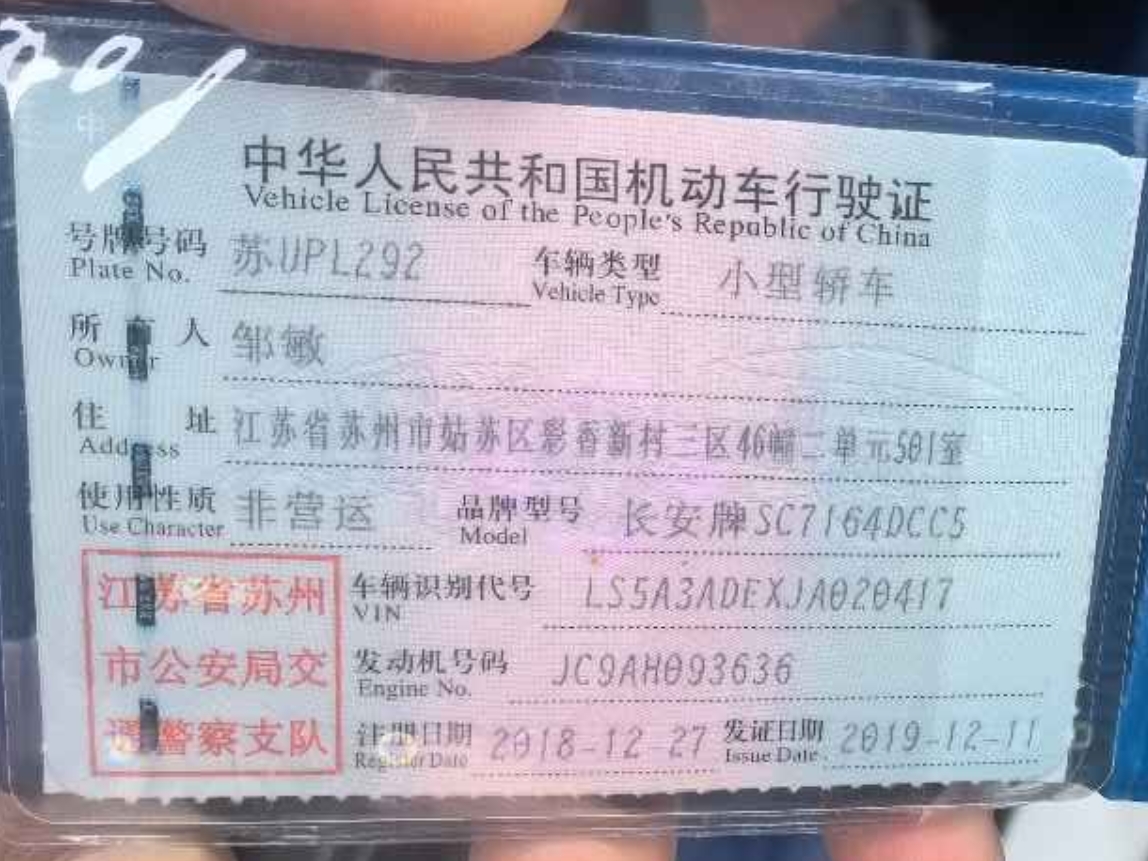 中华人民共和国机动车行驶证
Vehicle License of the People's Republic of China
号牌号码 苏UPL292 车辆类型 小型轿车
Plate No. Vehicle Type
所有人 邹敏
Owner
住址 江苏省苏州市姑苏区彩香新村三区46幢二单元501室
Address
使用性质 非营运 品牌型号 长安牌SC7164DCC5
Use Character Model
江苏省苏州 车辆识别代号 LS5A3ADEXJA020417
VIN
市公安局交 发动机号码 JC9AH093636
Engine No.
通警察支队 注册日期 2018-12-27 发证日期 2019-12-11
Register Date Issue Date